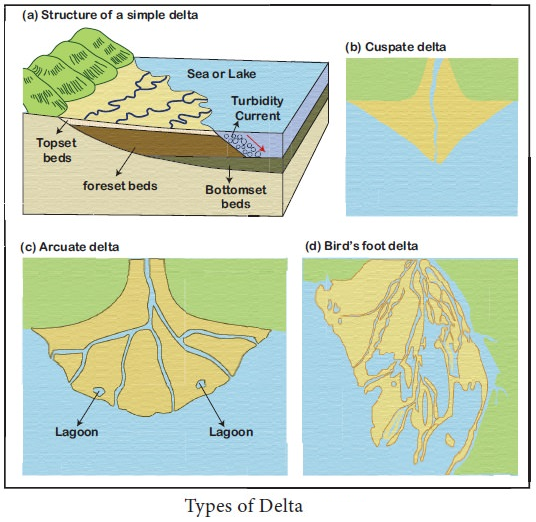 (a) Structure of a simple delta
Sea or Lake
Turbidity
Current
Topset
beds
foreset beds
Bottomset
beds
(b) Cuspate delta
(c) Arcuate delta
Lagoon
Lagoon
(d) Bird's foot delta
Types of Delta